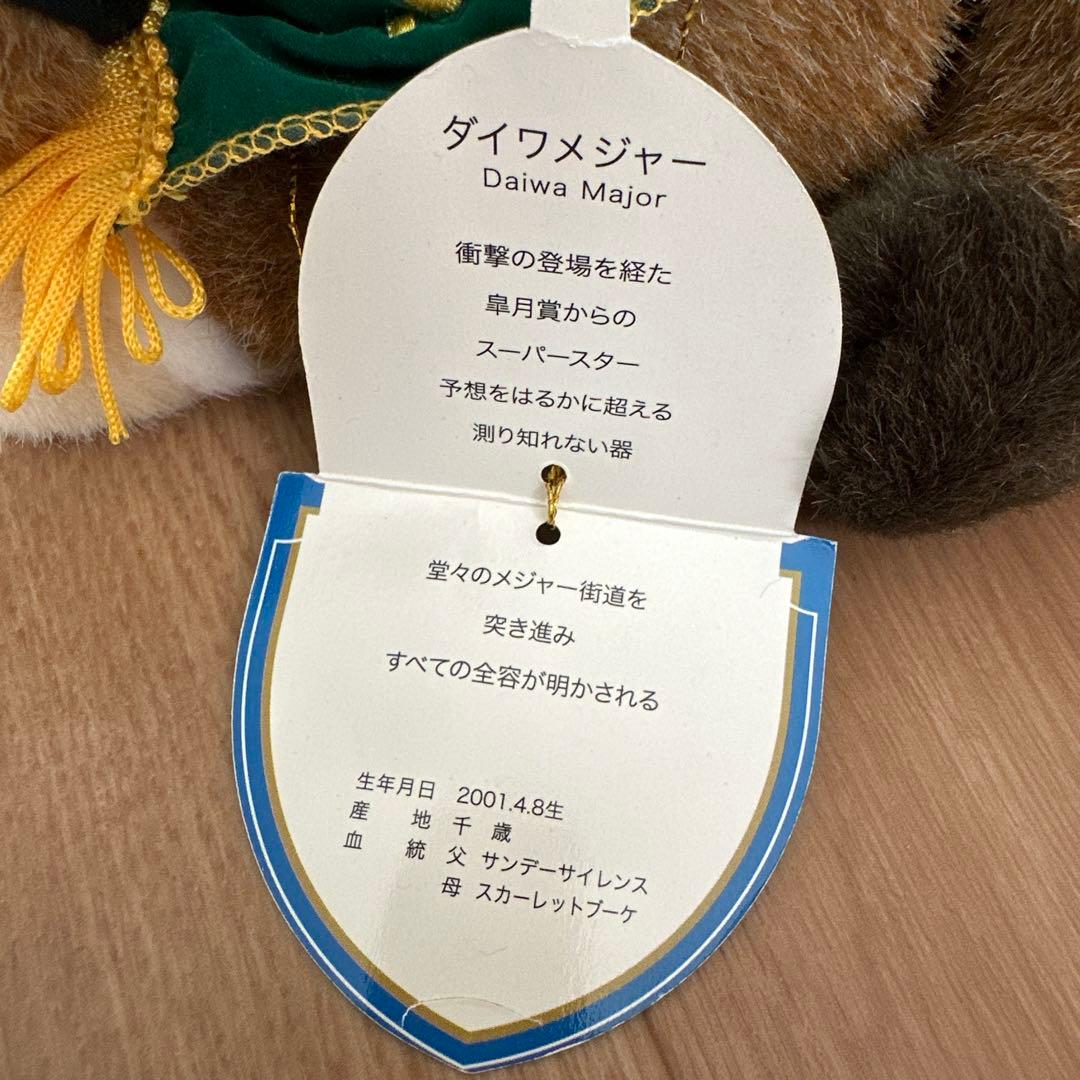 ダイワメジャー
Daiwa Major
衝撃の登場を経た
皐月賞からの
スーパースター
予想をはるかに超える
測り知れない器
堂々のメジャー街道を
突き進み
すべての全容が明かされる
生年月日 2001.4.8生
産 地 千 歳
血 統 父 サンデーサイレンス
母 スカーレットブーケ